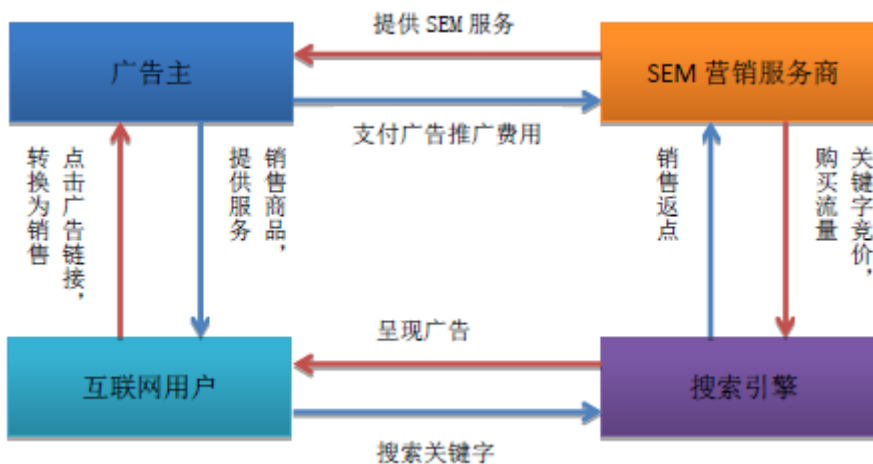 提供 SEM 服务
广告主
SEM 营销服务商
支付广告推广费用
点击广告链接，
转换为销售
销售商品，
提供服务
销售返点
关键字竞价，
购买流量
呈现广告
互联网用户
搜索引擎
搜索关键字